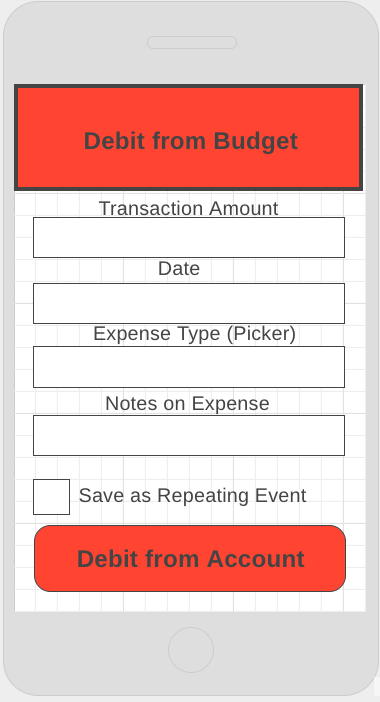 Debit from Budget
Transaction Amount
Date
Expense Type (Picker)
Notes on Expense
Save as Repeating Event
Debit from Account